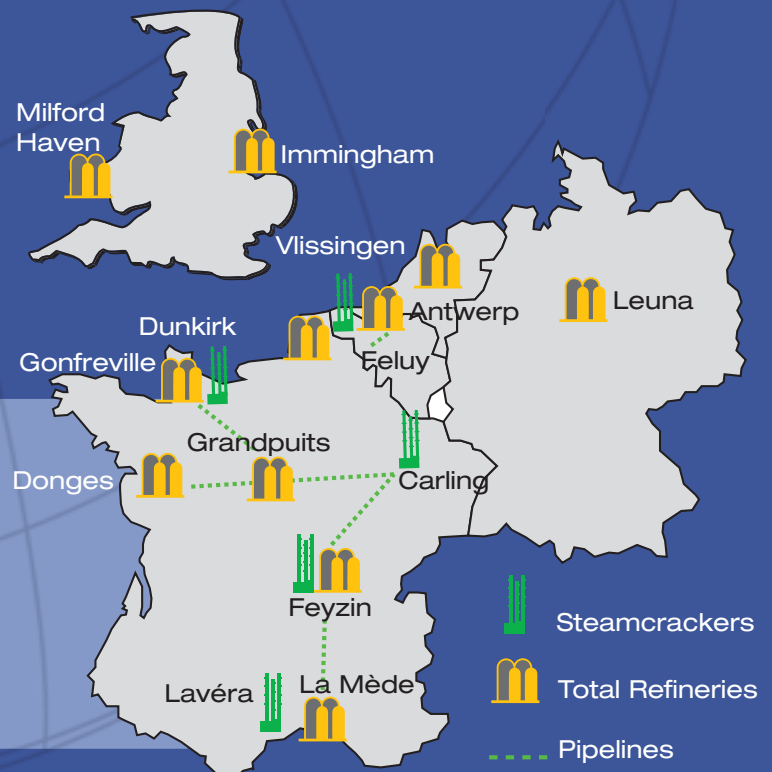 Milford
Haven
Immingham
Vlissingen
Antwerp
Leuna
Dunkirk
Feluy
Gonfreville
Grandpuits
Donges
Carling
Feyzin
Steamcrackers
Lavéra
La Mède
Total Refineries
Pipelines